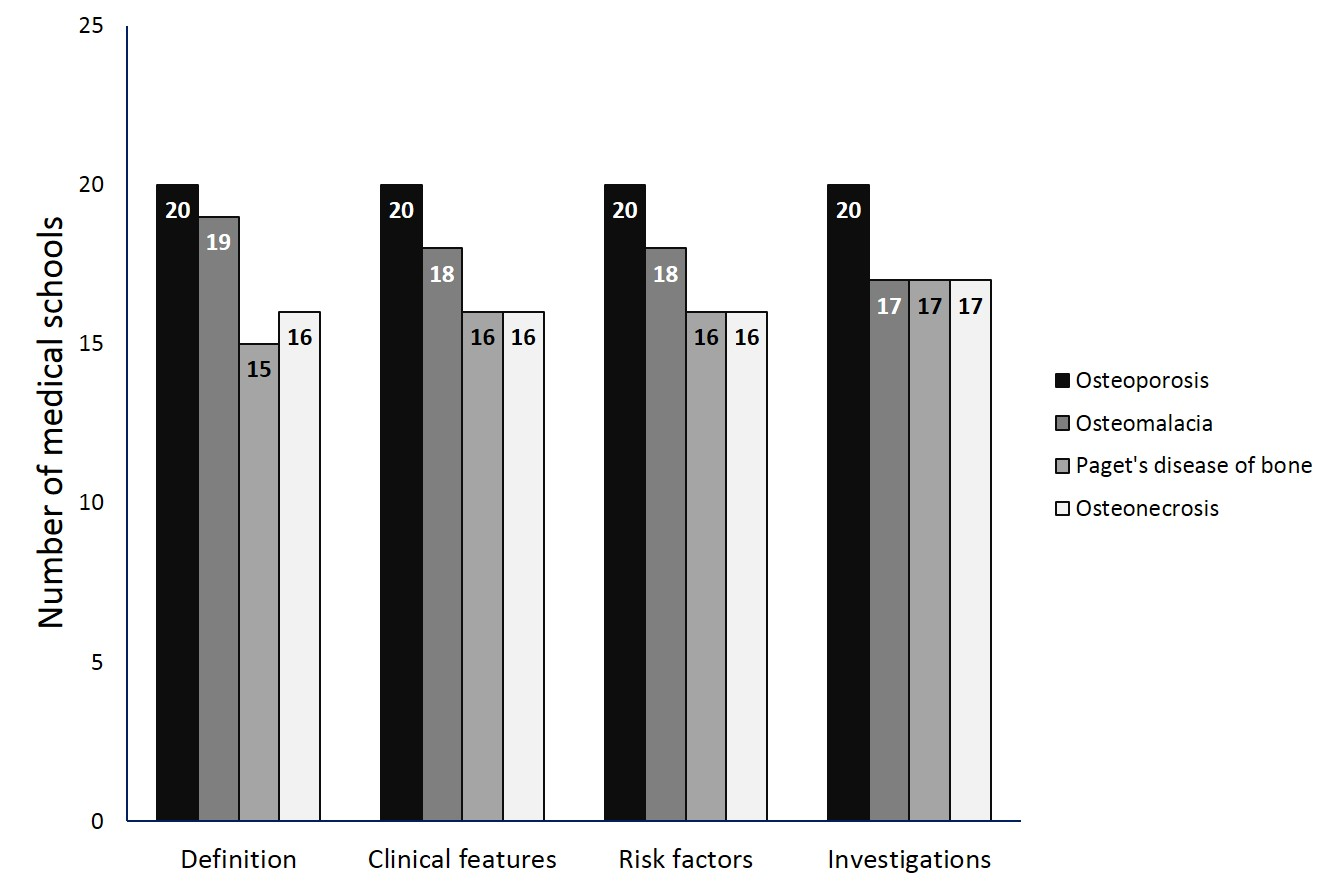 Number of medical schools
25
20
15
10
5
0
20
19
15
16
20
18
16
16
20
18
16
16
20
17
17
17
Definition
Clinical features
Risk factors
Investigations
Osteoporosis
Osteomalacia
Paget's disease of bone
Osteonecrosis